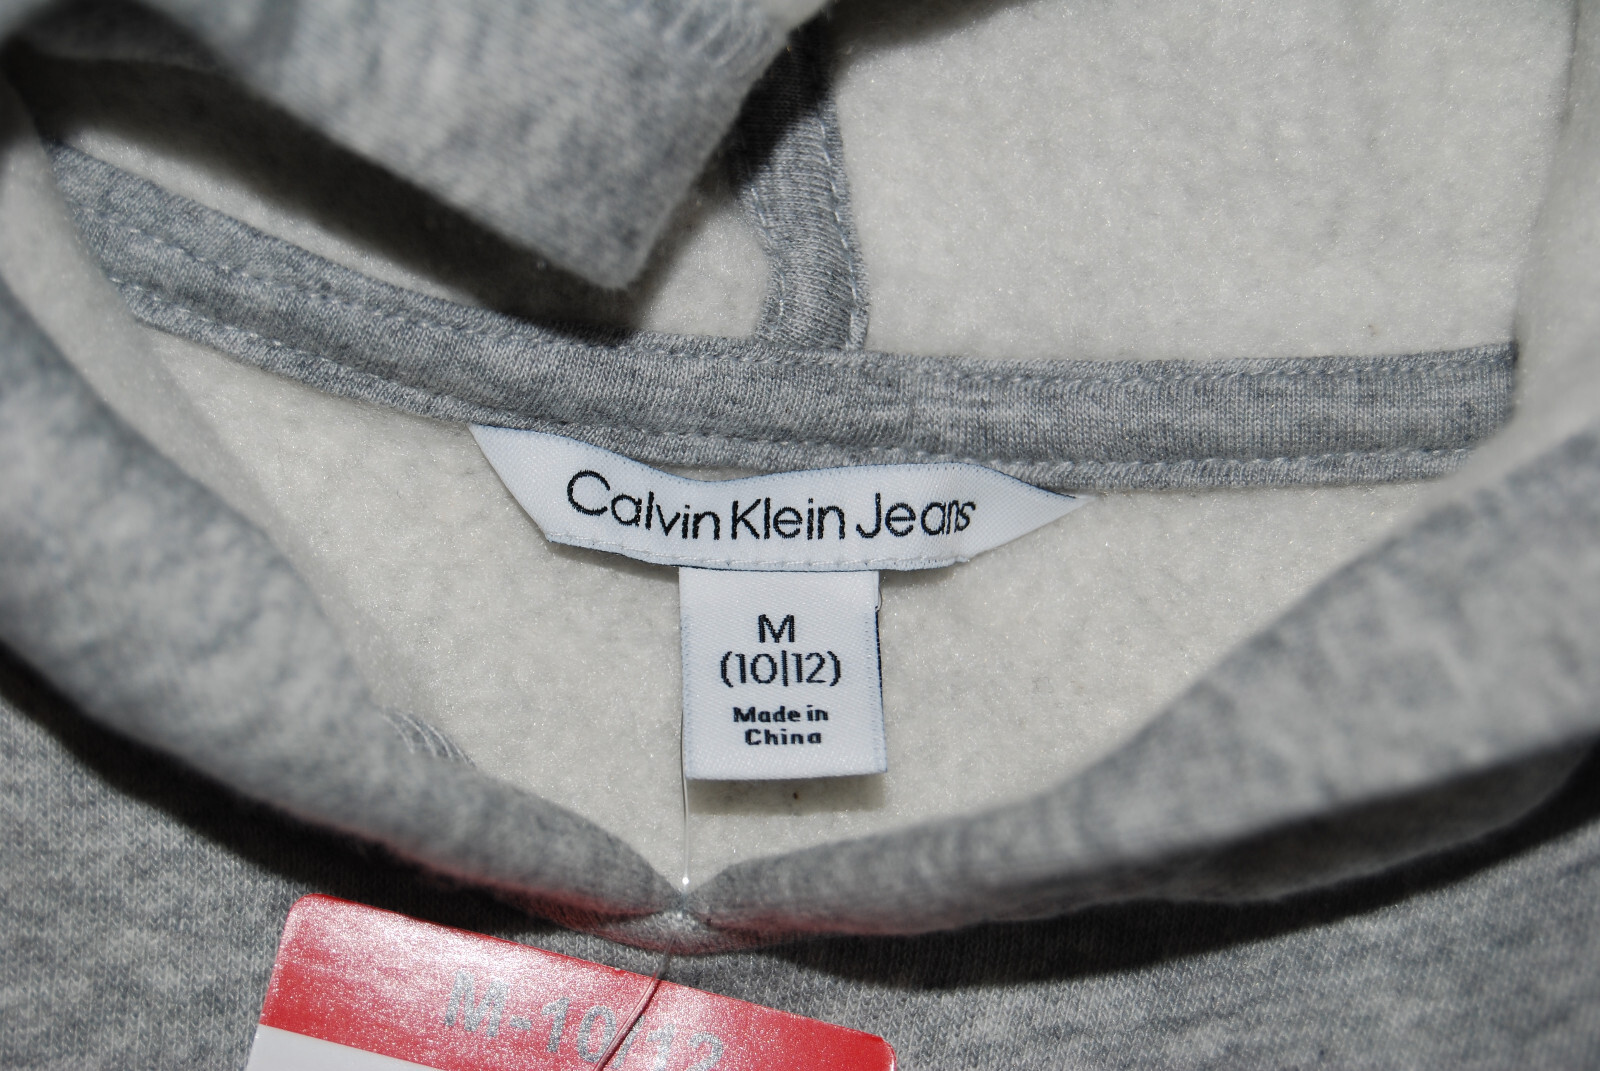 Calvin Klein Jeans
M
(10|12)
Made in
China
M-10/12